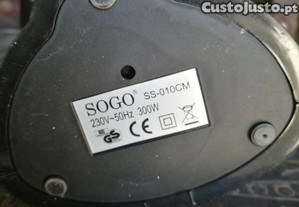 CustoJusto.pt
SOGO® SS-010CM
230V~50Hz 300W
GS CE